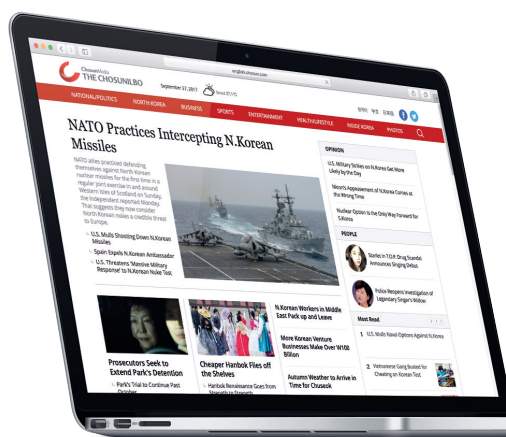 english.chosun.com
ChosunMedia
THE CHOSUNILBO
September 27, 2017
Seoul
NATIONAL/POLITICS NORTH KOREA BUSINESS SPORTS ENTERTAINMENT HEALTH/LIFESTYLE INSIDE KOREA PHOTOS
NATO Practices Intercepting N.Korean
Missiles
NATO allies practiced defending
themselves against North Korean
nuclear missiles for the first time in a
regular joint exercise in and around
Western Isles of Scotland on Sunday,
the Independent reported Monday.
That suggests they now consider
North Korean nukes a credible threat
to Europe.
U.S. Mulls Shooting Down N.Korean
Missiles
Spain Expels N.Korean Ambassador
U.S. Threatens 'Massive Military
Response' to N.Korean Nuke Test
Prosecutors Seek to
Extend Park's Detention
Park's Trial to Continue Past
October
Cheaper Hanbok Flies off
the Shelves
Hanbok Renaissance Goes from
Strength to Strength
N.Korean Workers in Middle
East Pack up and Leave
More Korean Venture
Businesses Make Over W100
Billion
Autumn Weather to Arrive in
Time for Chuseok
OPINION
U.S. Military Strikes on N.Korea Get More
Likely by the Day
Moon's Appeasement of N.Korea Comes at
the Wrong Time
Nuclear Option Is the Only Way Forward for
S.Korea
PEOPLE
Starlet in T.O.P. Drug Scandal
Announces Singing Debut
Police Reopens Investigation of
Legendary Singer's Widow
Most Read
1 U.S. Mulls Naval Options Against N.Korea
2 Vietnamese Gang Busted for
Cheating on Korean Test